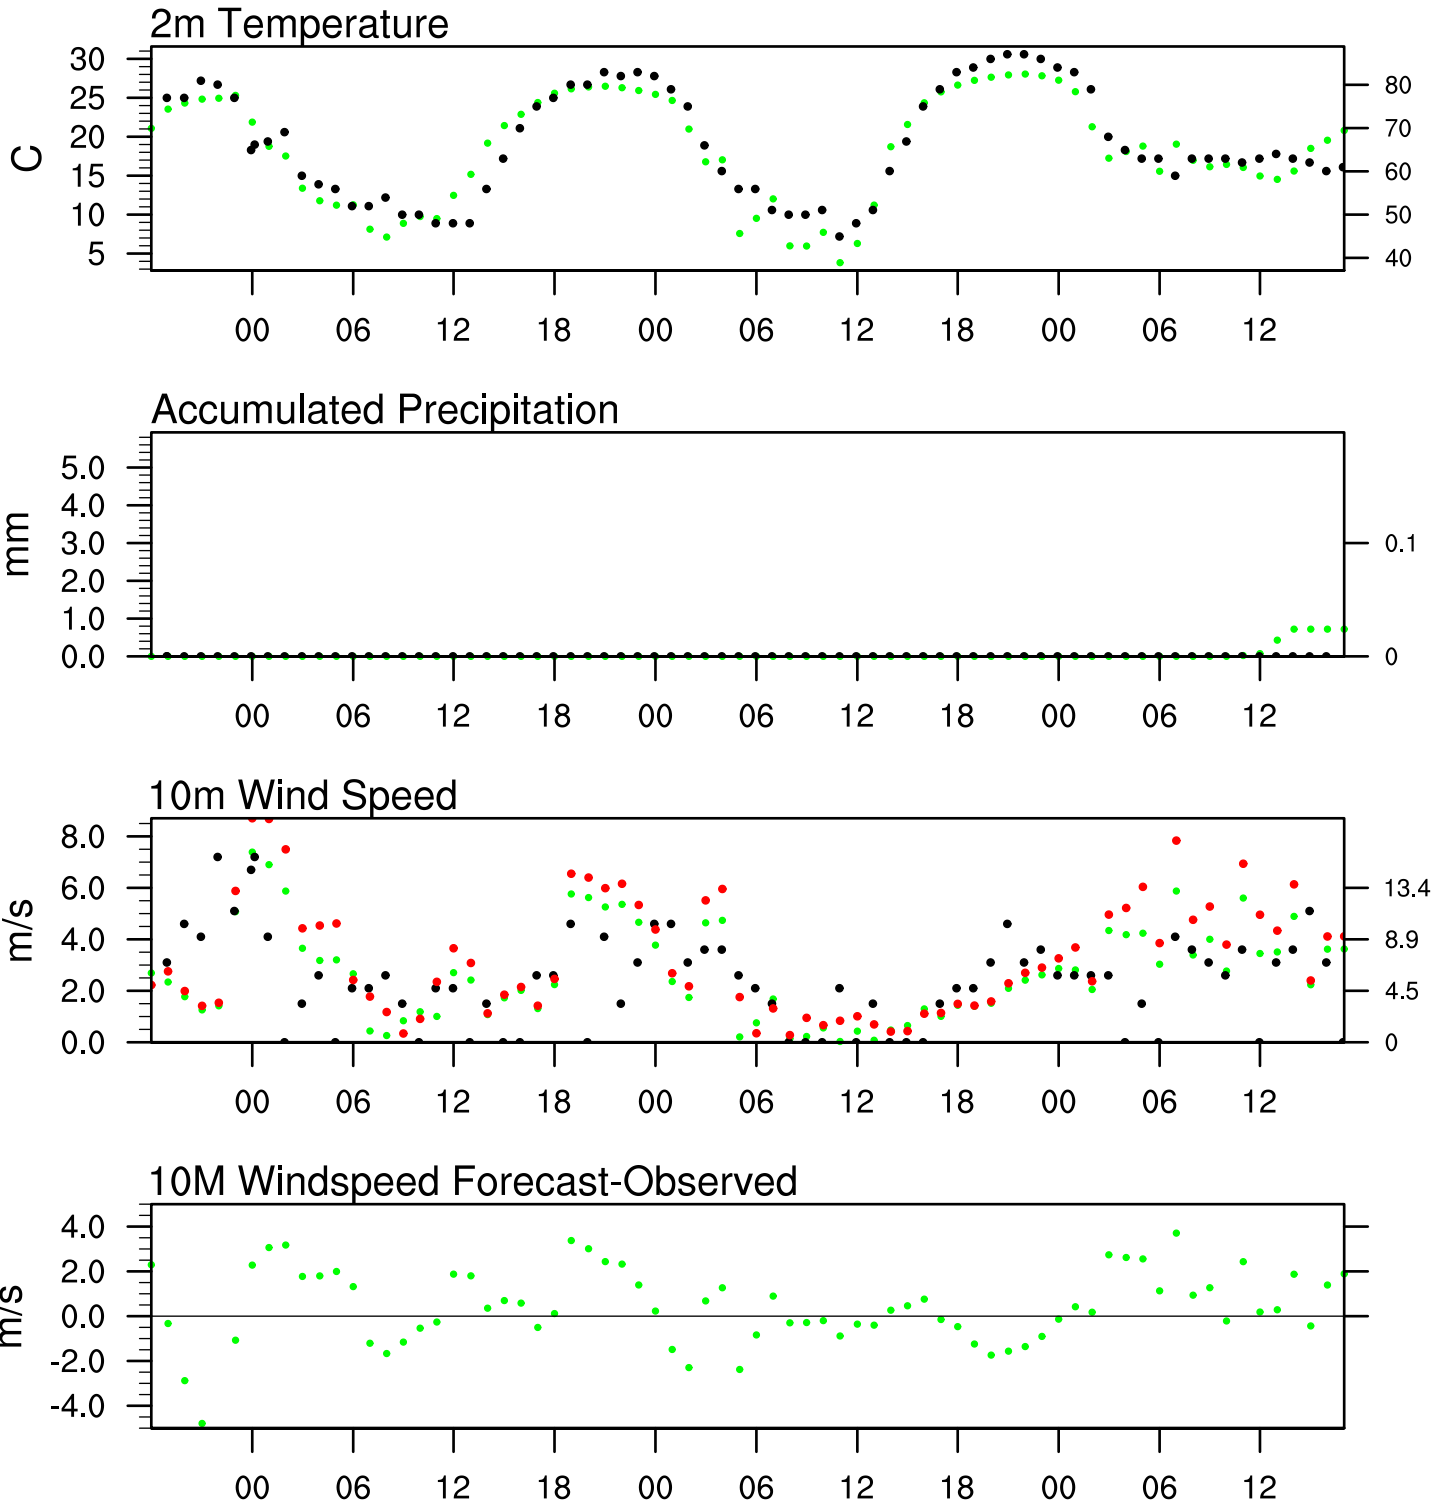 2m Temperature
30
25
20
15
10
5
C
80
70
60
50
40
00 06 12 18 00 06 12 18 00 06 12
Accumulated Precipitation
5.0
4.0
3.0
2.0
1.0
0.0
mm
0.1
0
00 06 12 18 00 06 12 18 00 06 12
10m Wind Speed
8.0
6.0
4.0
2.0
0.0
m/s
13.4
8.9
4.5
0
00 06 12 18 00 06 12 18 00 06 12
10M Windspeed Forecast-Observed
4.0
2.0
0.0
-2.0
-4.0
m/s
00 06 12 18 00 06 12 18 00 06 12